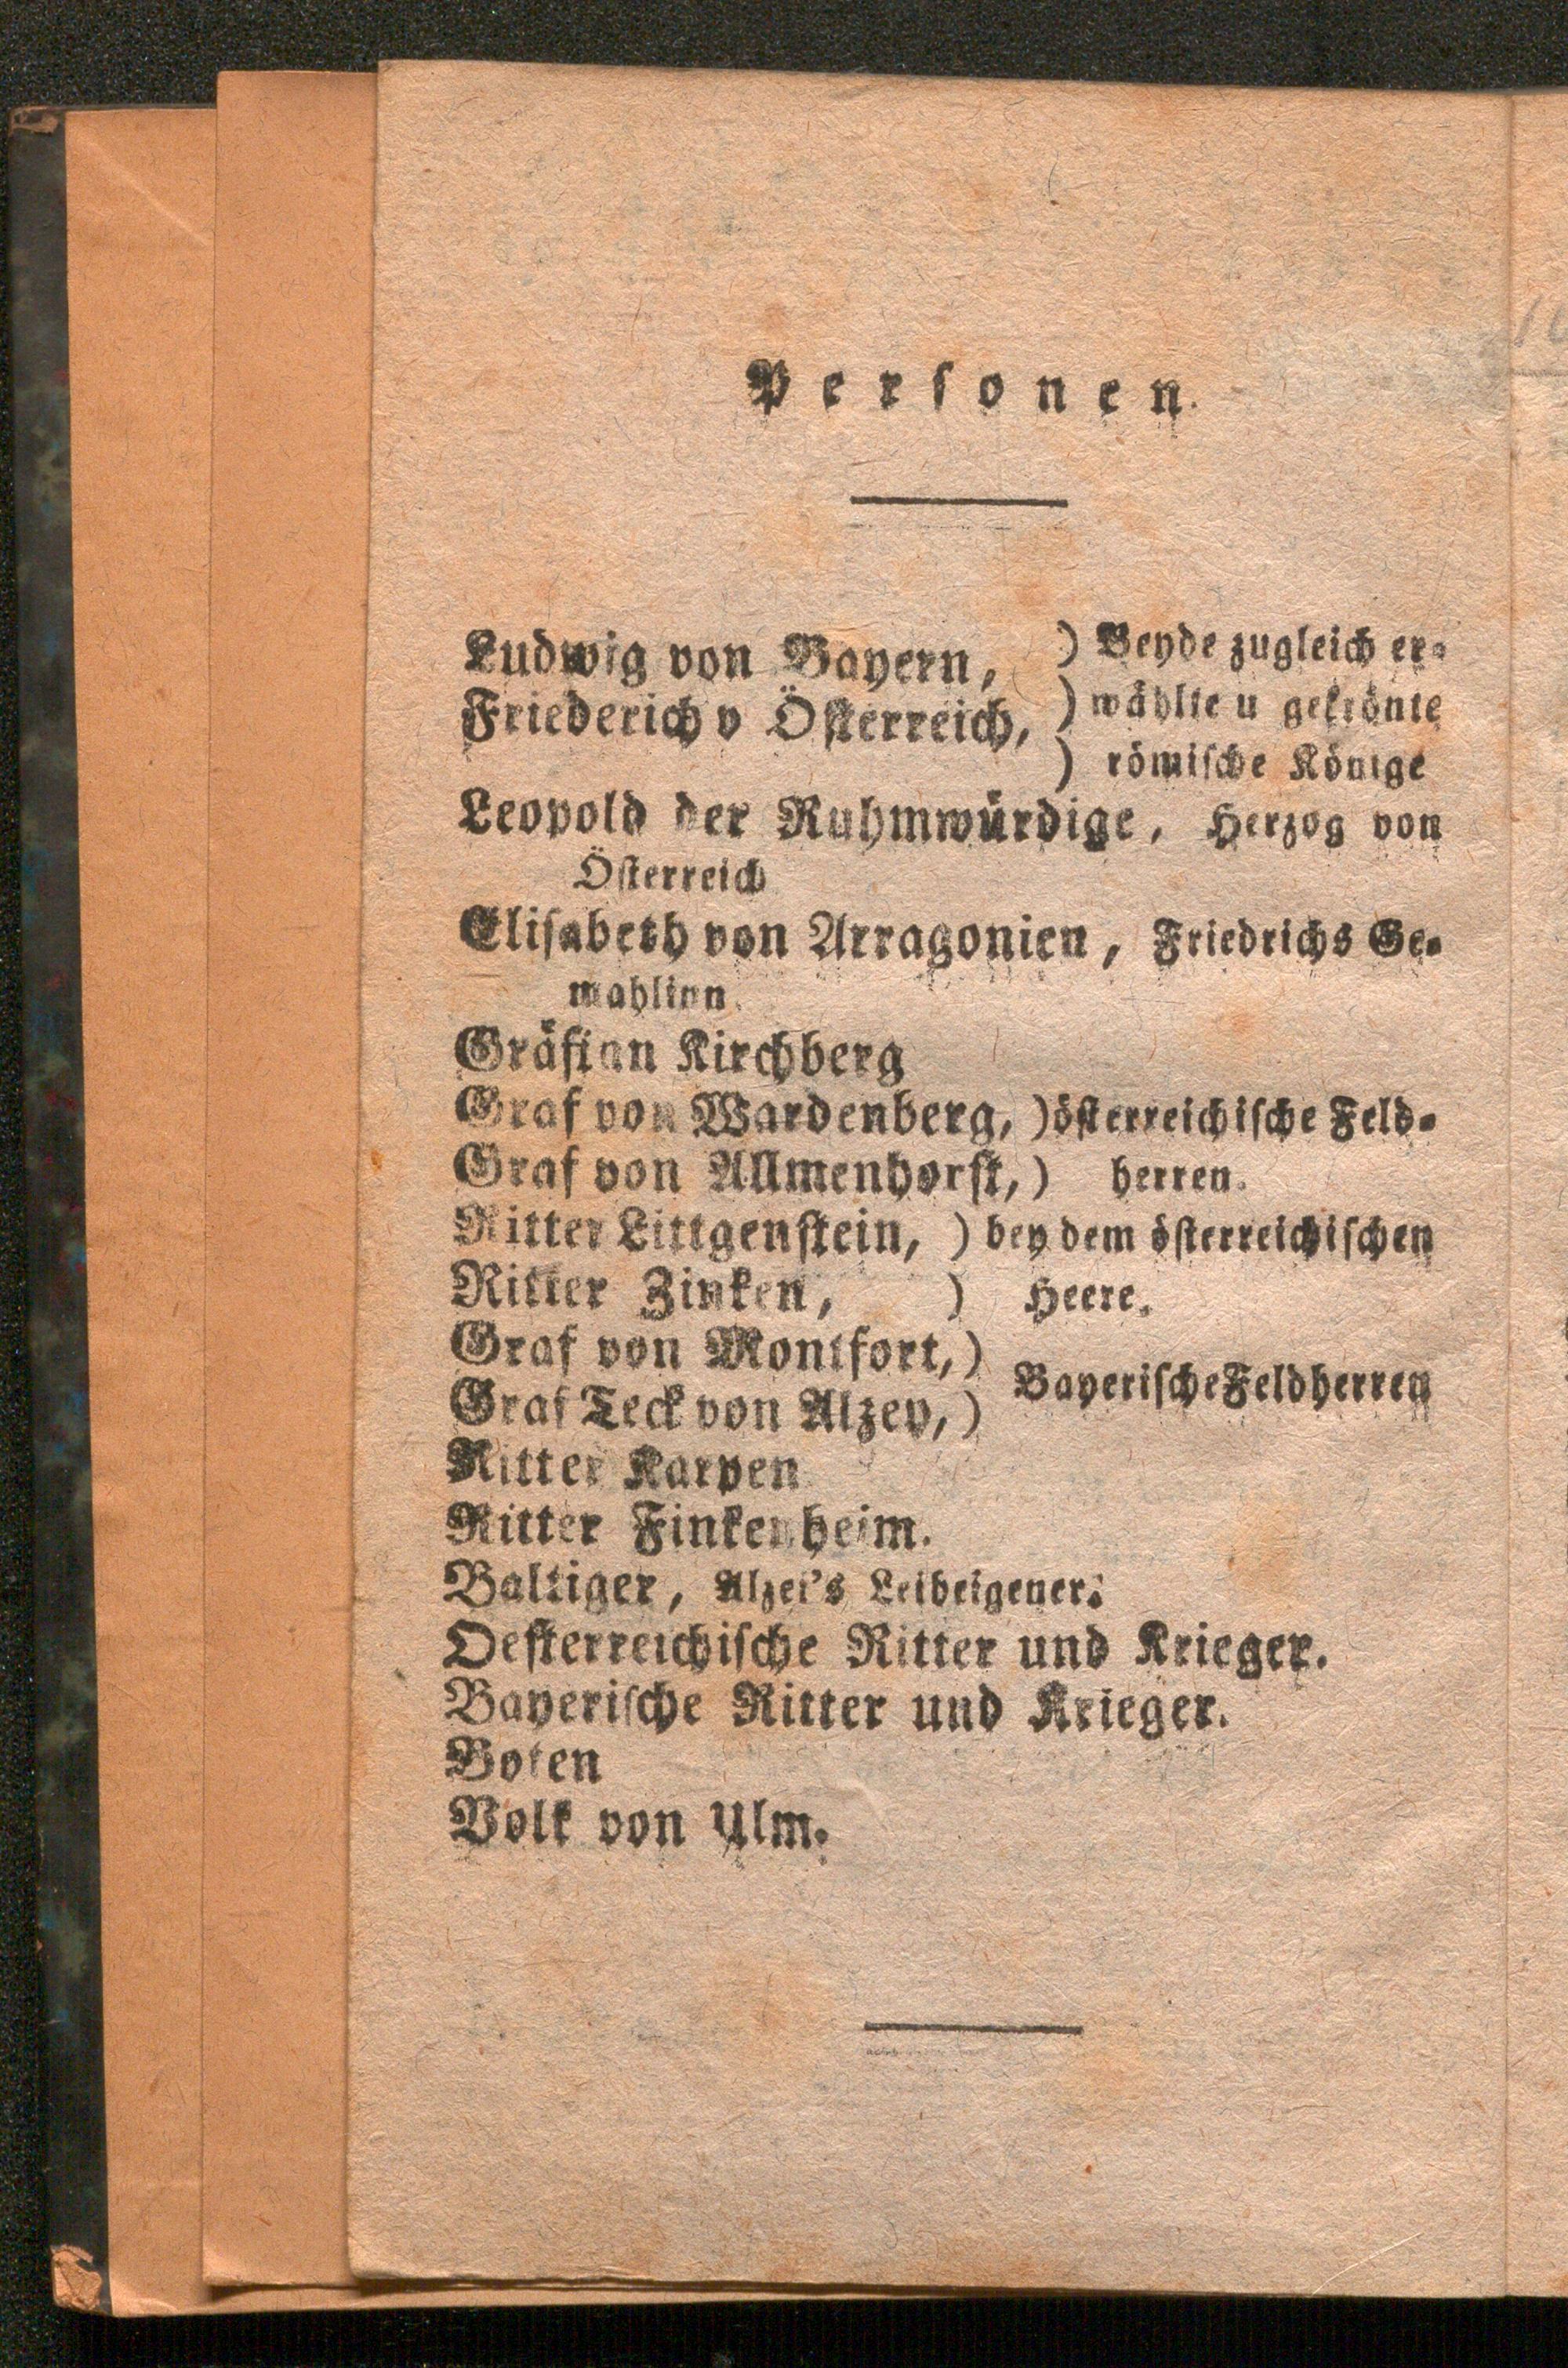 Personen.
Ludwig von Bayern, ) Beyde zugleich er-
Friederich v Österreich, ) wählte u gekrönte
) römische Könige
Leopold der Ruhmwürdige, Herzog von
Österreich
Elisabeth von Arragonien, Friedrichs Ge-
mahlinn.
Gräfinn Kirchberg
Graf von Wardenberg, ) österreichische Feld-
Graf von Allmenhorst, ) herren.
Ritter Littgenstein, ) bey dem österreichischen
Ritter Zinken, ) Heere.
Graf von Montfort, )
Bayerische Feldherren
Graf Teck von Alzey, )
Ritter Karpen
Ritter Finkenheim.
Baltiger, Alzei's Leibeigener.
Oesterreichische Ritter und Krieger.
Bayerische Ritter und Krieger.
Boten
Volk von Ulm.